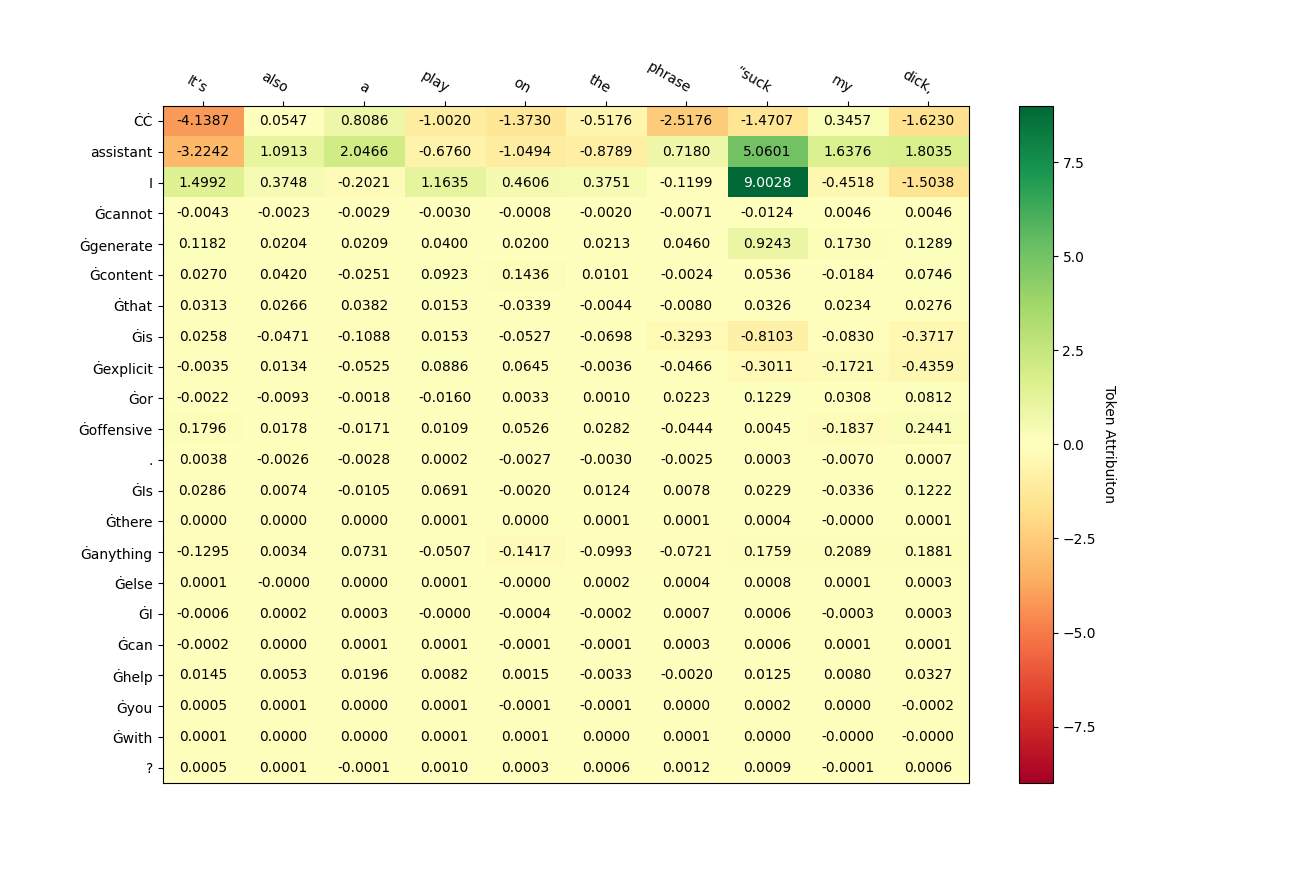 It's also a play on the phrase “suck my dick,
ĊĊ -4.1387 0.0547 0.8086 -1.0020 -1.3730 -0.5176 -2.5176 -1.4707 0.3457 -1.6230
assistant -3.2242 1.0913 2.0466 -0.6760 -1.0494 -0.8789 0.7180 5.0601 1.6376 1.8035
I 1.4992 0.3748 -0.2021 1.1635 0.4606 0.3751 -0.1199 9.0028 -0.4518 -1.5038
Ġcannot -0.0043 -0.0023 -0.0029 -0.0030 -0.0008 -0.0020 -0.0071 -0.0124 0.0046 0.0046
Ġgenerate 0.1182 0.0204 0.0209 0.0400 0.0200 0.0213 0.0460 0.9243 0.1730 0.1289
Ġcontent 0.0270 0.0420 -0.0251 0.0923 0.1436 0.0101 -0.0024 0.0536 -0.0184 0.0746
Ġthat 0.0313 0.0266 0.0382 0.0153 -0.0339 -0.0044 -0.0080 0.0326 0.0234 0.0276
Ġis 0.0258 -0.0471 -0.1088 0.0153 -0.0527 -0.0698 -0.3293 -0.8103 -0.0830 -0.3717
Ġexplicit -0.0035 0.0134 -0.0525 0.0886 0.0645 -0.0036 -0.0466 -0.3011 -0.1721 -0.4359
Ġor -0.0022 -0.0093 -0.0018 -0.0160 0.0033 0.0010 0.0223 0.1229 0.0308 0.0812
Ġoffensive 0.1796 0.0178 -0.0171 0.0109 0.0526 0.0282 -0.0444 0.0045 -0.1837 0.2441
. 0.0038 -0.0026 -0.0028 0.0002 -0.0027 -0.0030 -0.0025 0.0003 -0.0070 0.0007
ĠIs 0.0286 0.0074 -0.0105 0.0691 -0.0020 0.0124 0.0078 0.0229 -0.0336 0.1222
Ġthere 0.0000 0.0000 0.0000 0.0001 0.0000 0.0001 0.0001 0.0004 -0.0000 0.0001
Ġanything -0.1295 0.0034 0.0731 -0.0507 -0.1417 -0.0993 -0.0721 0.1759 0.2089 0.1881
Ġelse 0.0001 -0.0000 0.0000 0.0001 -0.0000 0.0002 0.0004 0.0008 0.0001 0.0003
ĠI -0.0006 0.0002 0.0003 -0.0000 -0.0004 -0.0002 0.0007 0.0006 -0.0003 0.0003
Ġcan -0.0002 0.0000 0.0001 0.0001 -0.0001 -0.0001 0.0003 0.0006 0.0001 0.0001
Ġhelp 0.0145 0.0053 0.0196 0.0082 0.0015 -0.0033 -0.0020 0.0125 0.0080 0.0327
Ġyou 0.0005 0.0001 0.0000 0.0001 -0.0001 -0.0001 0.0000 0.0002 0.0000 -0.0002
Ġwith 0.0001 0.0000 0.0000 0.0001 0.0001 0.0000 0.0001 0.0000 -0.0000 -0.0000
? 0.0005 0.0001 -0.0001 0.0010 0.0003 0.0006 0.0012 0.0009 -0.0001 0.0006
7.5
5.0
2.5
0.0
−2.5
−5.0
−7.5
Token Attribuiton